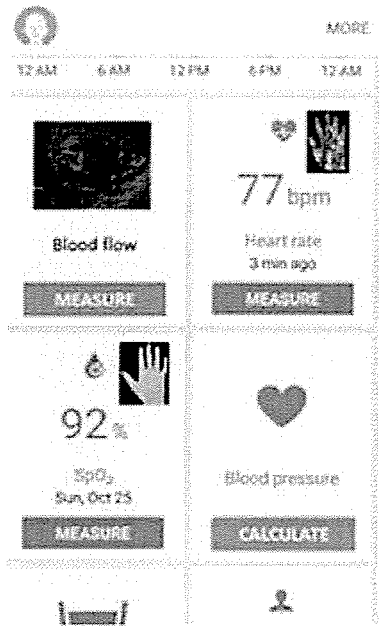 MORE
12 AM 6 AM 12 PM 6 PM 12 AM
Blood flow
MEASURE
77 bpm
Heart rate
3 min ago
MEASURE
92 %
SpO₂
Sun, Oct 25
MEASURE
Blood pressure
CALCULATE